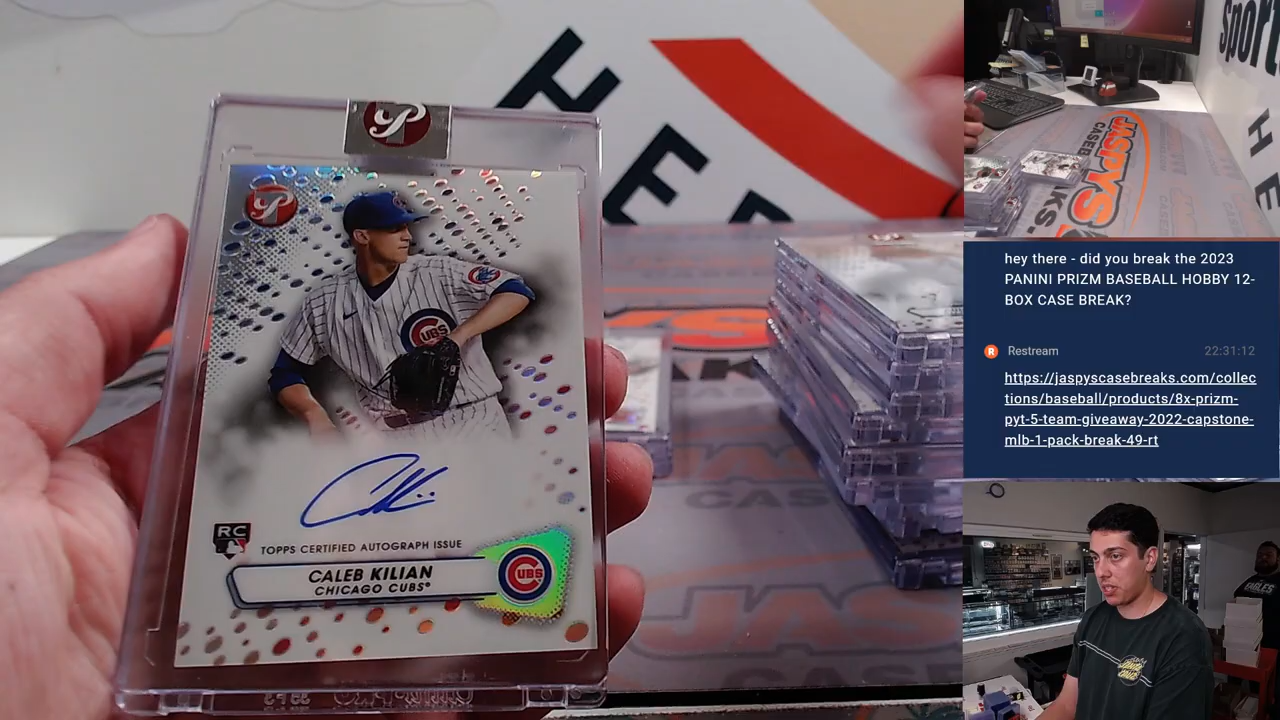 CUBS
RC
TOPPS CERTIFIED AUTOGRAPH ISSUE
CALEB KILIAN
CHICAGO CUBS®
CUBS
JASPYS
CASE
hey there - did you break the 2023
PANINI PRIZM BASEBALL HOBBY 12-
BOX CASE BREAK?
R Restream 22:31:12
https://jaspyscasebreaks.com/collec
tions/baseball/products/8x-prizm-
pyt-5-team-giveaway-2022-capstone-
mlb-1-pack-break-49-rt
EAGLES